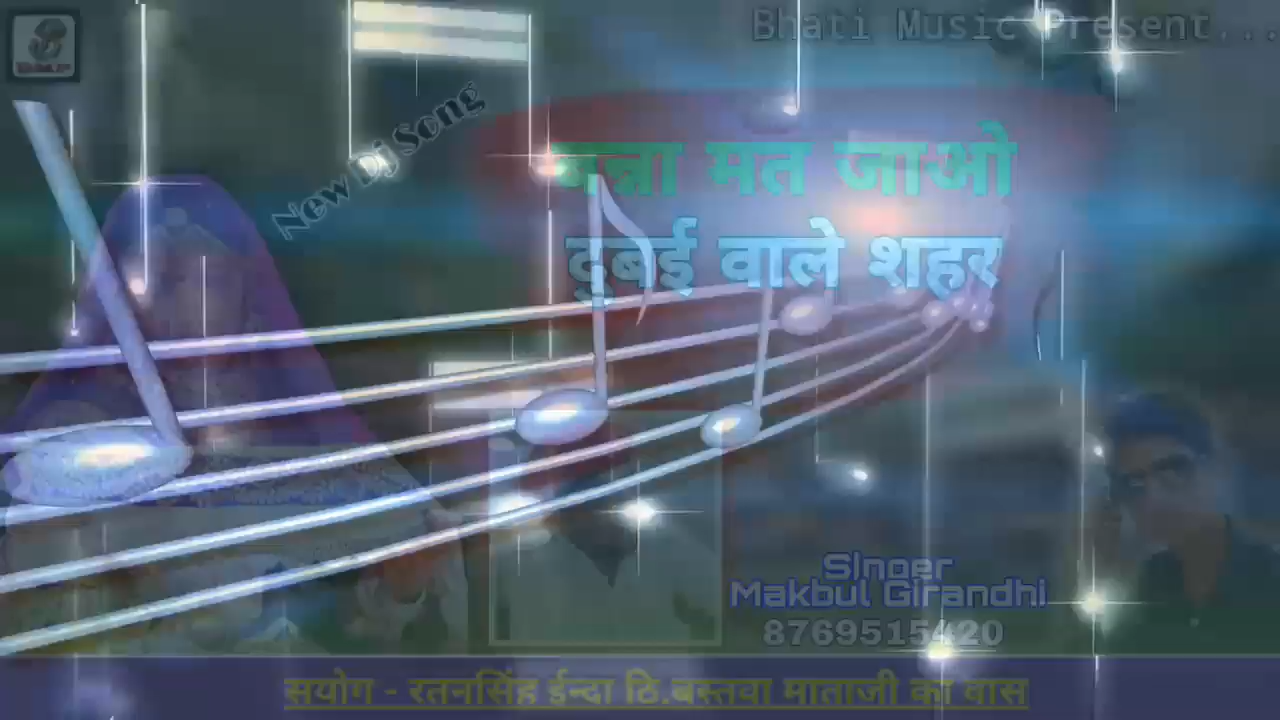 Bhati Music Present...
New Dj Song
बन्ना मत जाओ
दुबई वाले शहर
Singer
Makbul Girandhi
8769515420
सयोग - रतनसिंह ईन्दा ठि.बस्तवा माताजी का वास